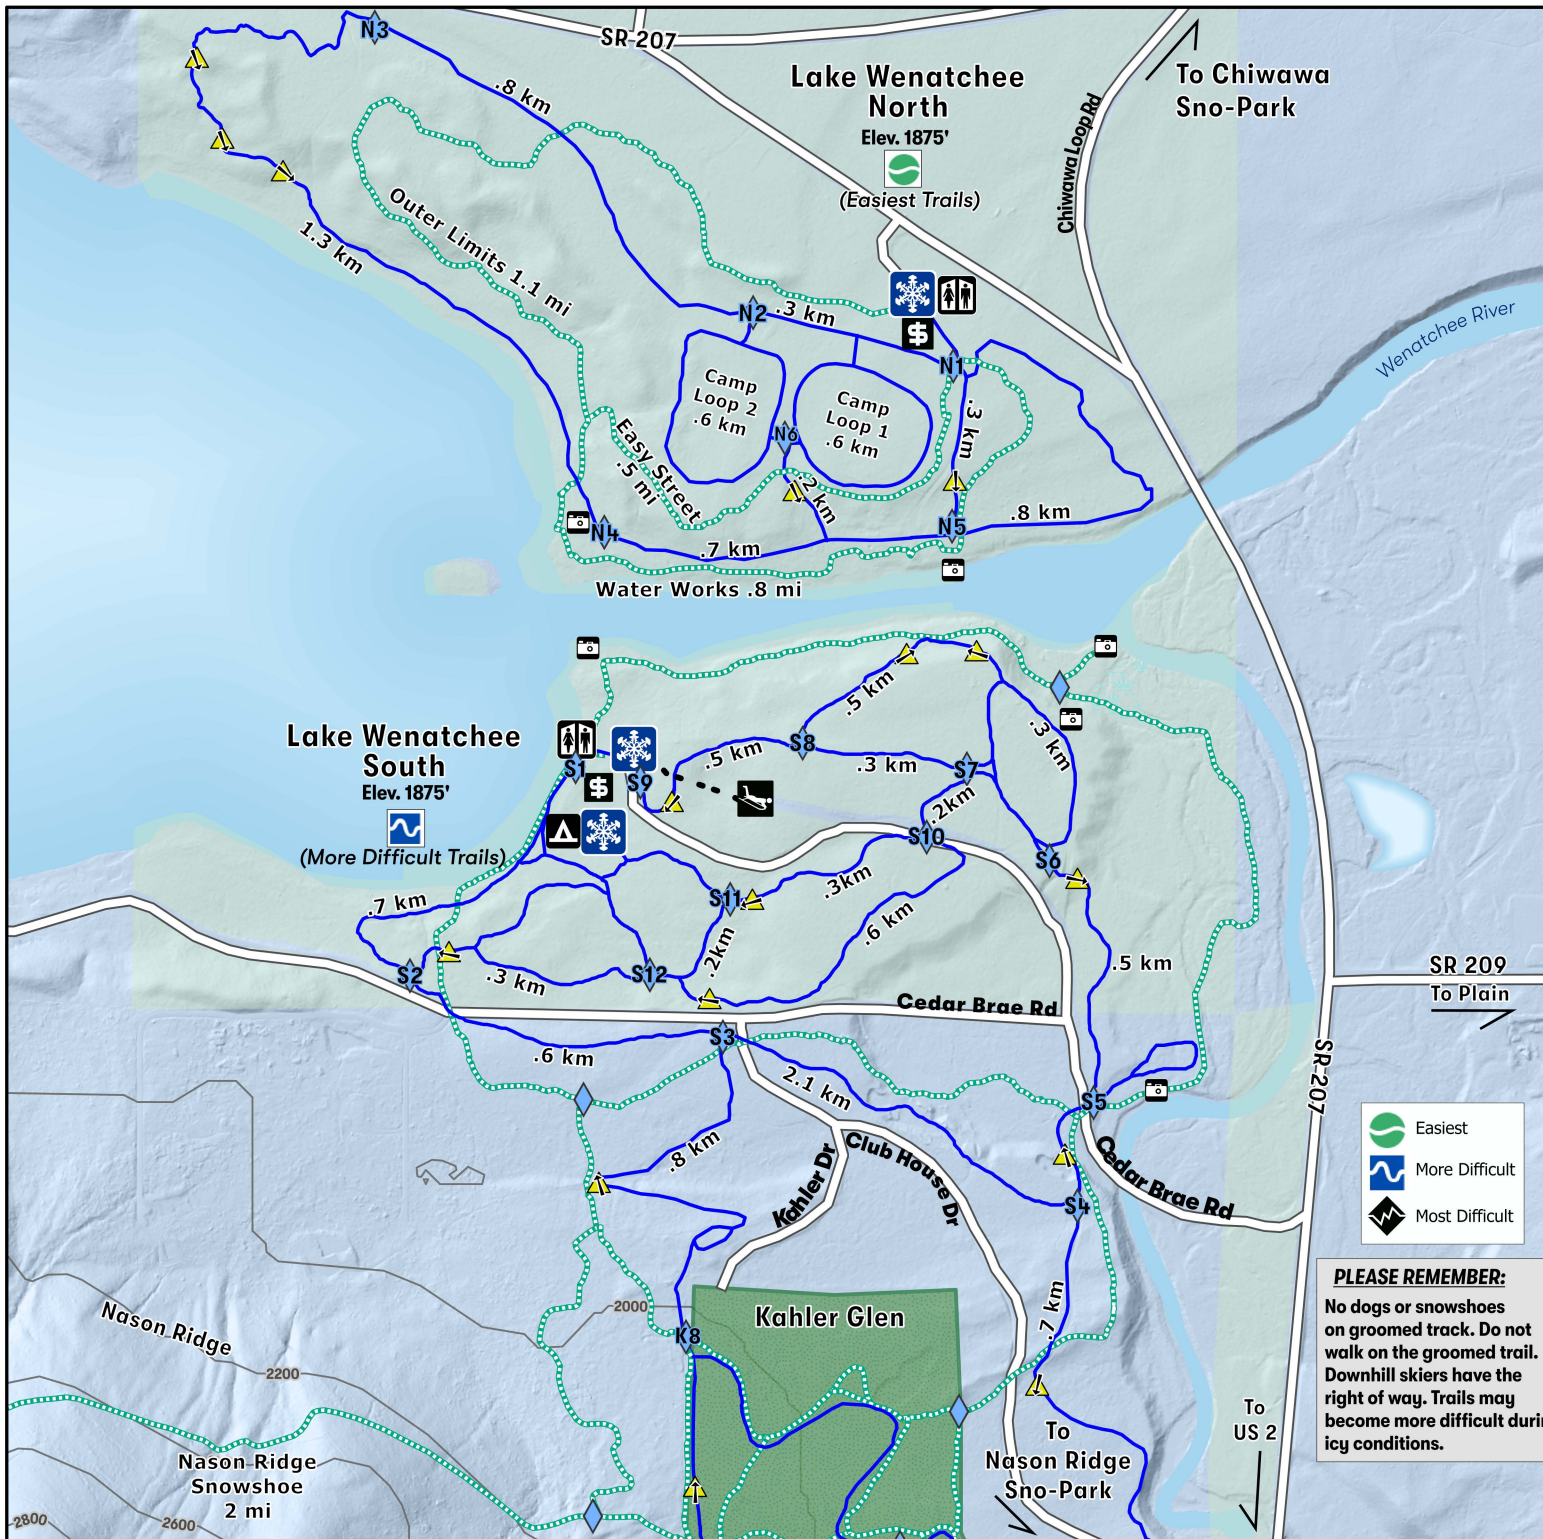 N3
SR 207
.8 km
Lake Wenatchee
North
Elev. 1875'
(Easiest Trails)
To Chiwawa
Sno-Park
Chiwawa Loop Rd
Outer Limits 1.1 mi
1.3 km
N2
.3 km
$
N1
Wenatchee River
Camp
Loop 2
.6 km
Camp
Loop 1
.6 km
N6
.3 km
Easy Street
.5 mi
.2 km
N4
.7 km
N5
.8 km
Water Works .8 mi
Lake Wenatchee
South
Elev. 1875'
(More Difficult Trails)
S1
$
S9
.5 km
S8
.5 km
.3 km
S7
.3 km
.2km
S10
S6
.7 km
S11
.3km
.6 km
.2km
S2
.3 km
S12
.5 km
SR 209
To Plain
Cedar Brae Rd
.6 km
S3
2.1 km
SR 207
S5
.8 km
Kahler Dr
Club House Dr
Cedar Brae Rd
S4
Easiest
More Difficult
Most Difficult
PLEASE REMEMBER:
No dogs or snowshoes
on groomed track. Do not
walk on the groomed trail.
Downhill skiers have the
right of way. Trails may
become more difficult duri
icy conditions.
Nason Ridge
2000
K8
Kahler Glen
.7 km
2200
To
US 2
To
Nason Ridge
Sno-Park
Nason Ridge
Snowshoe
2 mi
2800
2600